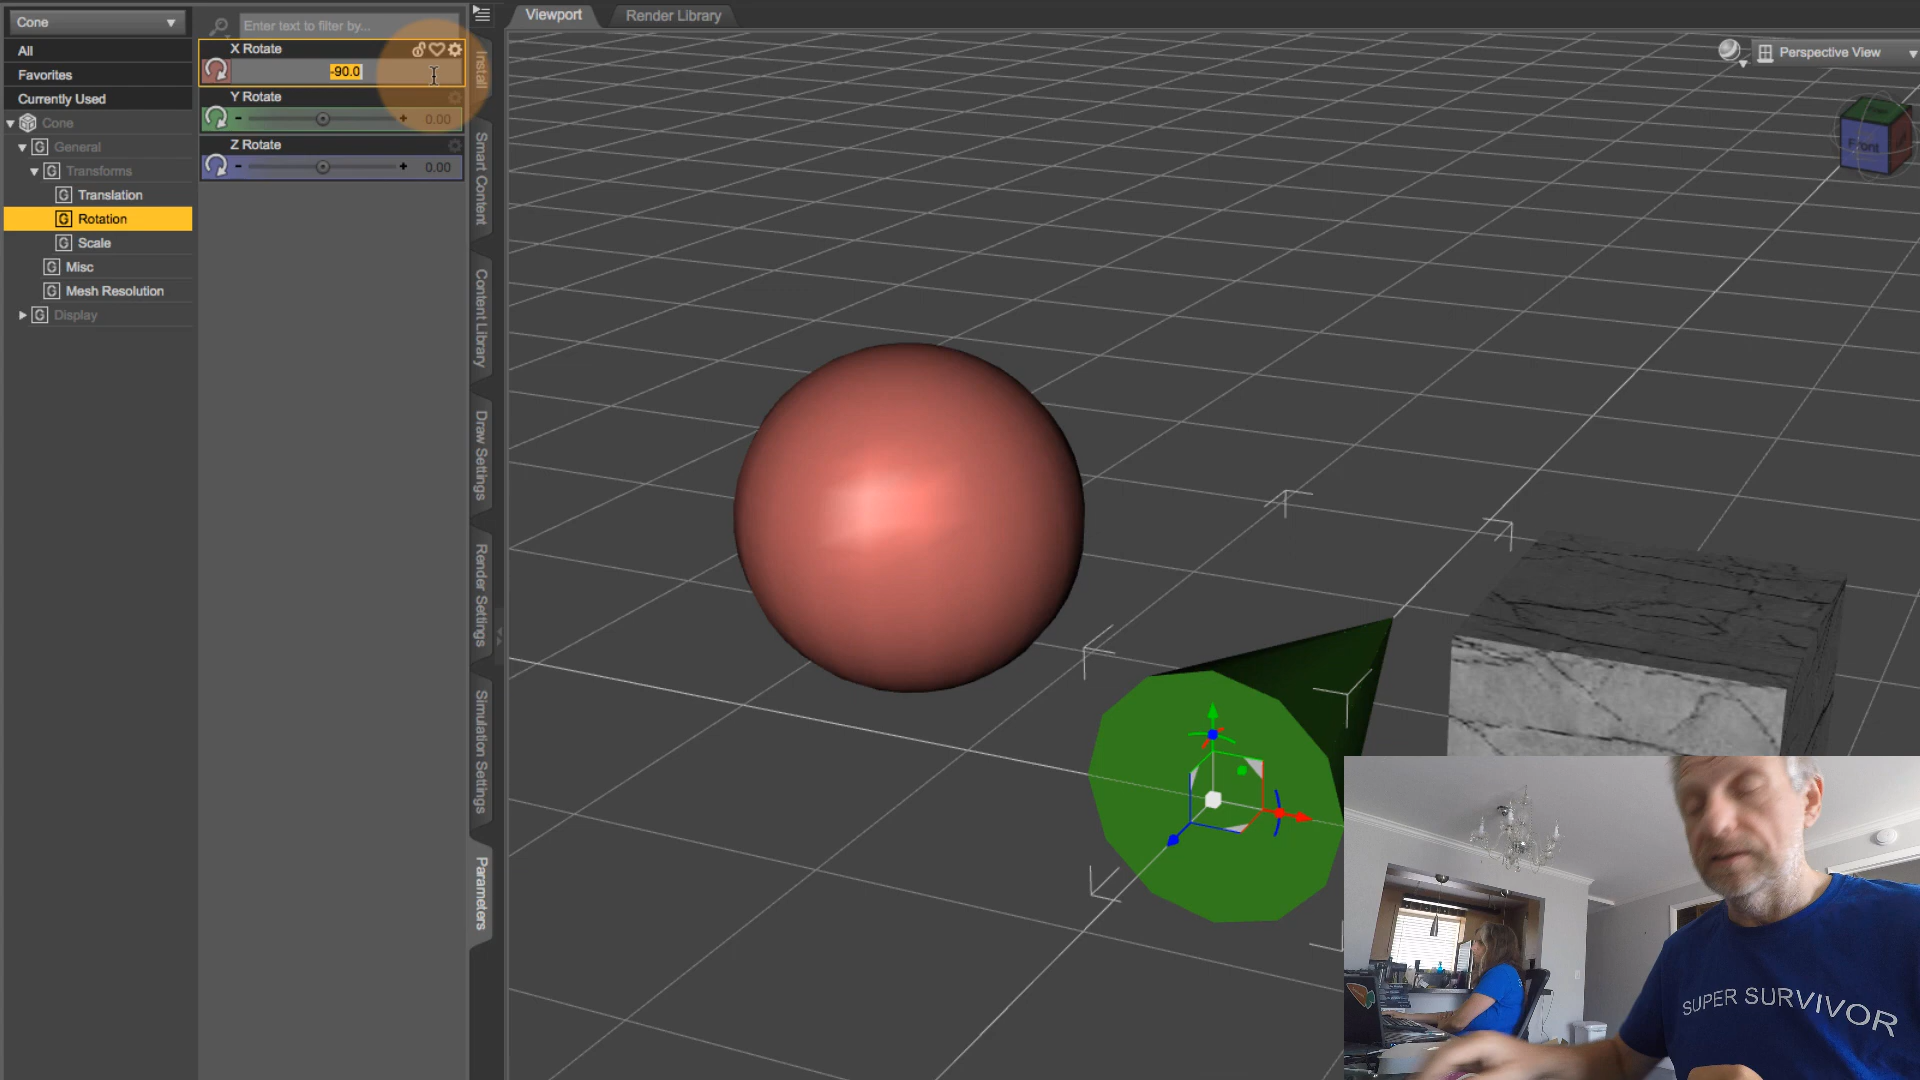 Cone
All
Favorites
Currently Used
Cone
General
Transforms
Translation
Rotation
Scale
Misc
Mesh Resolution
Display
Enter text to filter by...
X Rotate
-90.0
Y Rotate
- + 0.00
Z Rotate
- + 0.00
Install
Smart Content
Content Library
Draw Settings
Render Settings
Simulation Settings
Parameters
Viewport
Render Library
Perspective View
Front
SUPER SURVIVOR